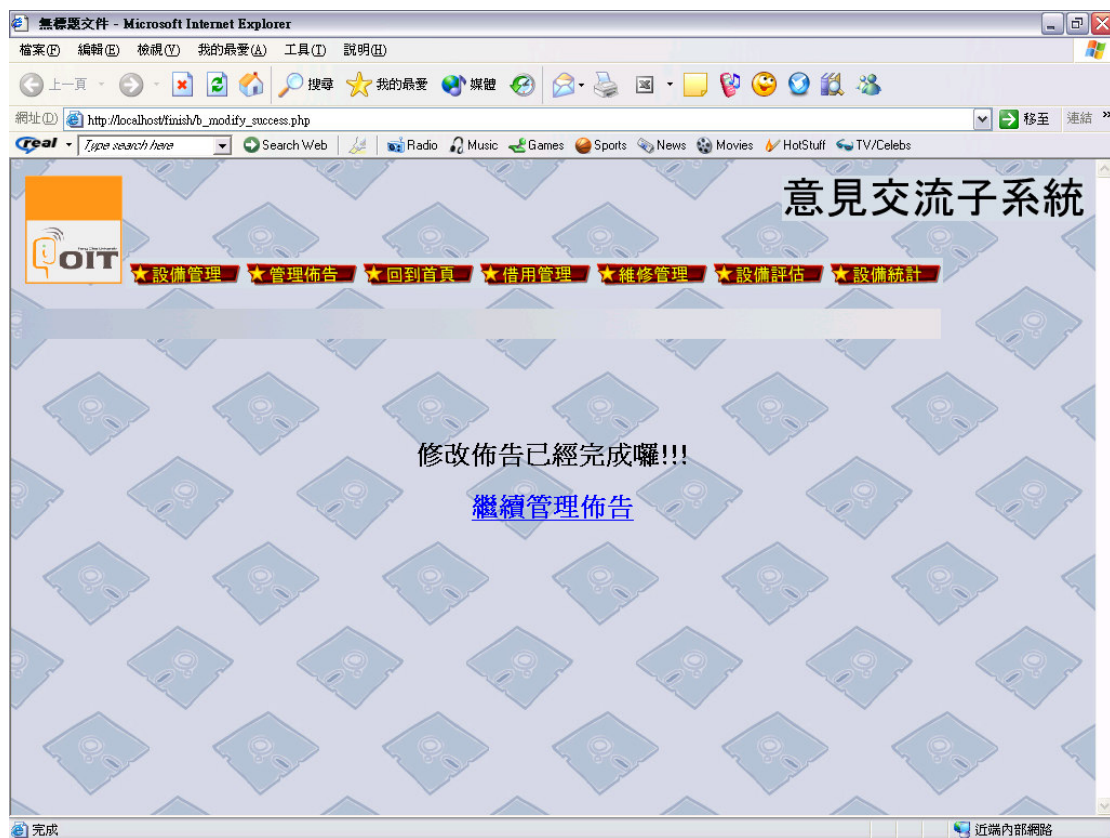 無標題文件 - Microsoft Internet Explorer
檔案(F) 編輯(E) 檢視(V) 我的最愛(A) 工具(T) 說明(H)
上一頁 搜尋 我的最愛 媒體
網址(D) http://localhost/finish/b_modify_success.php 移至 連結 »
real Type search here Search Web Radio Music Games Sports News Movies HotStuff TV/Celebs
意見交流子系統
OIT
設備管理 管理佈告 回到首頁 借用管理 維修管理 設備評估 設備統計
修改佈告已經完成囉!!!
繼續管理佈告
完成 近端內部網路